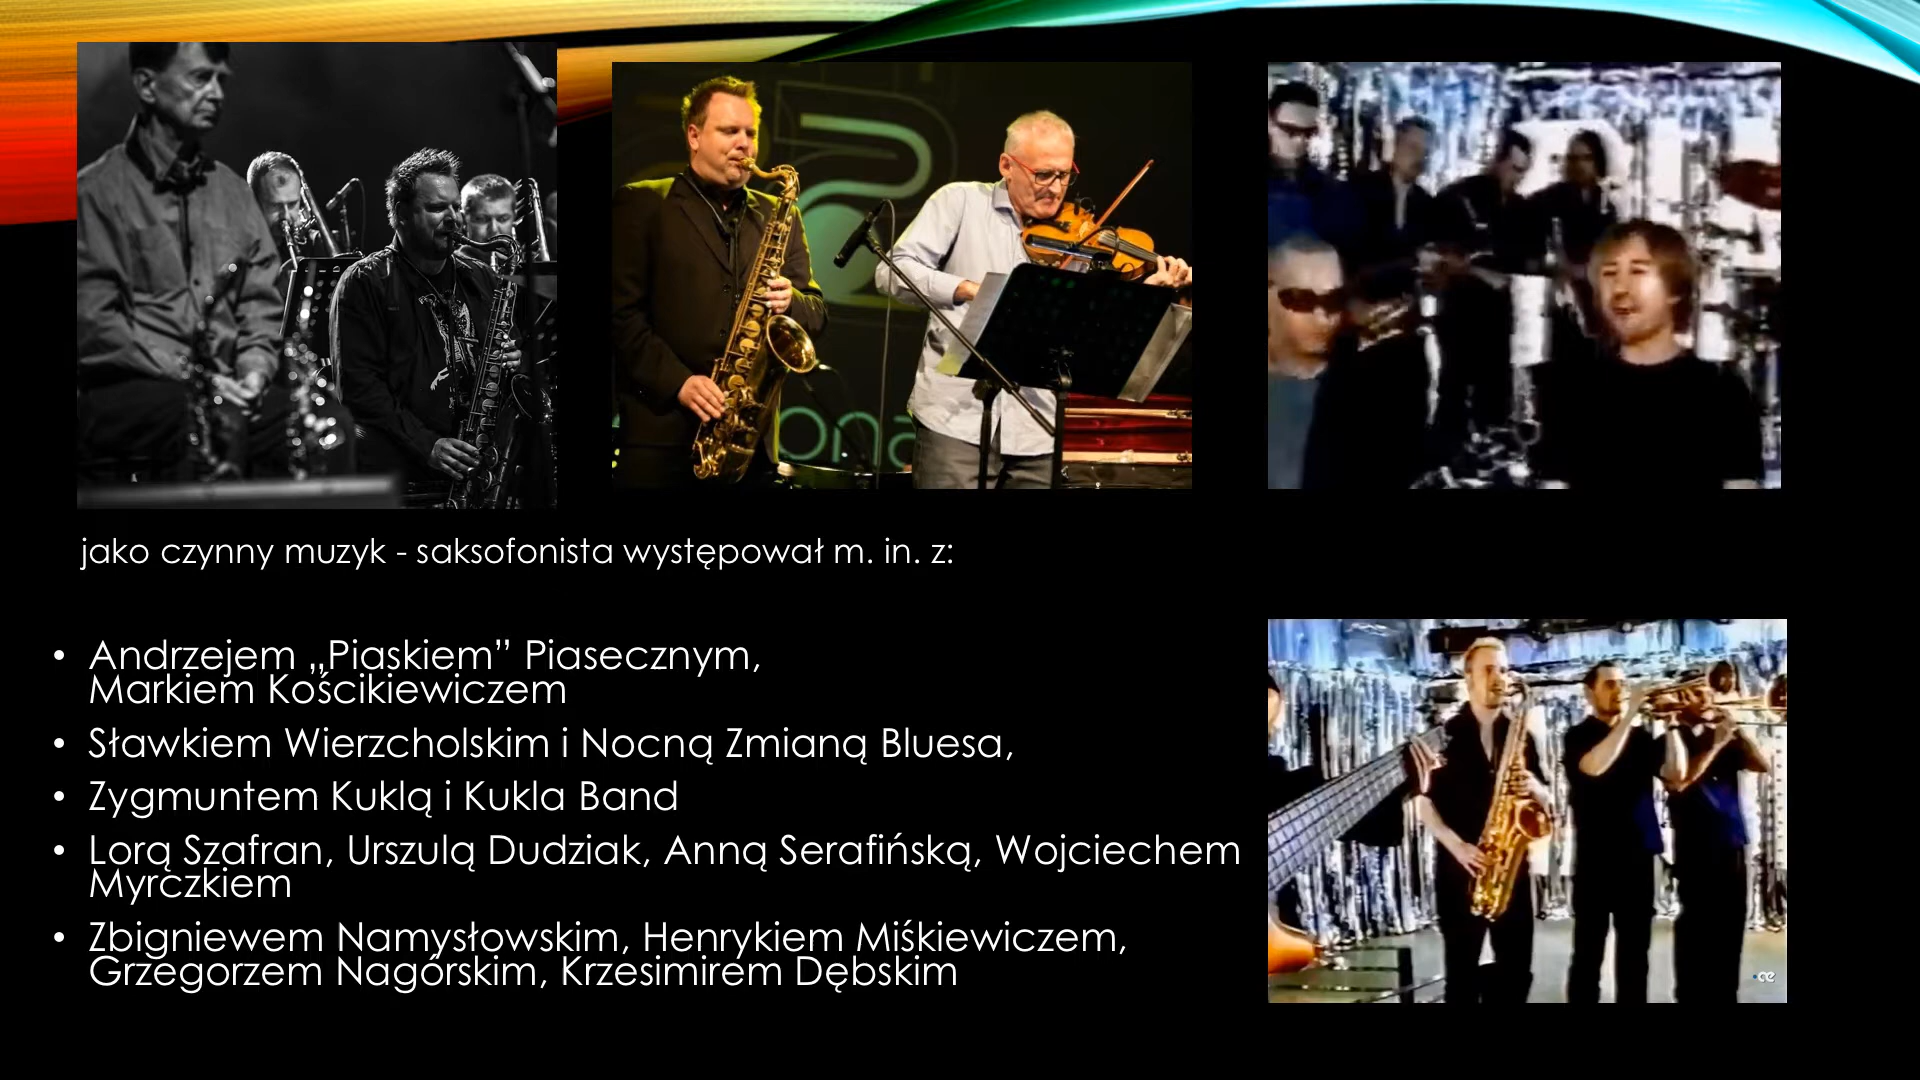 ona
jako czynny muzyk - saksofonista występował m. in. z:
• Andrzejem „Piaskiem” Piasecznym,
Markiem Kościkiewiczem
• Sławkiem Wierzcholskim i Nocną Zmianą Bluesa,
• Zygmuntem Kuklą i Kukla Band
• Lorą Szafran, Urszulą Dudziak, Anną Serafińską, Wojciechem
Myrczkiem
• Zbigniewem Namysłowskim, Henrykiem Miśkiewiczem,
Grzegorzem Nagórskim, Krzesimirem Dębskim